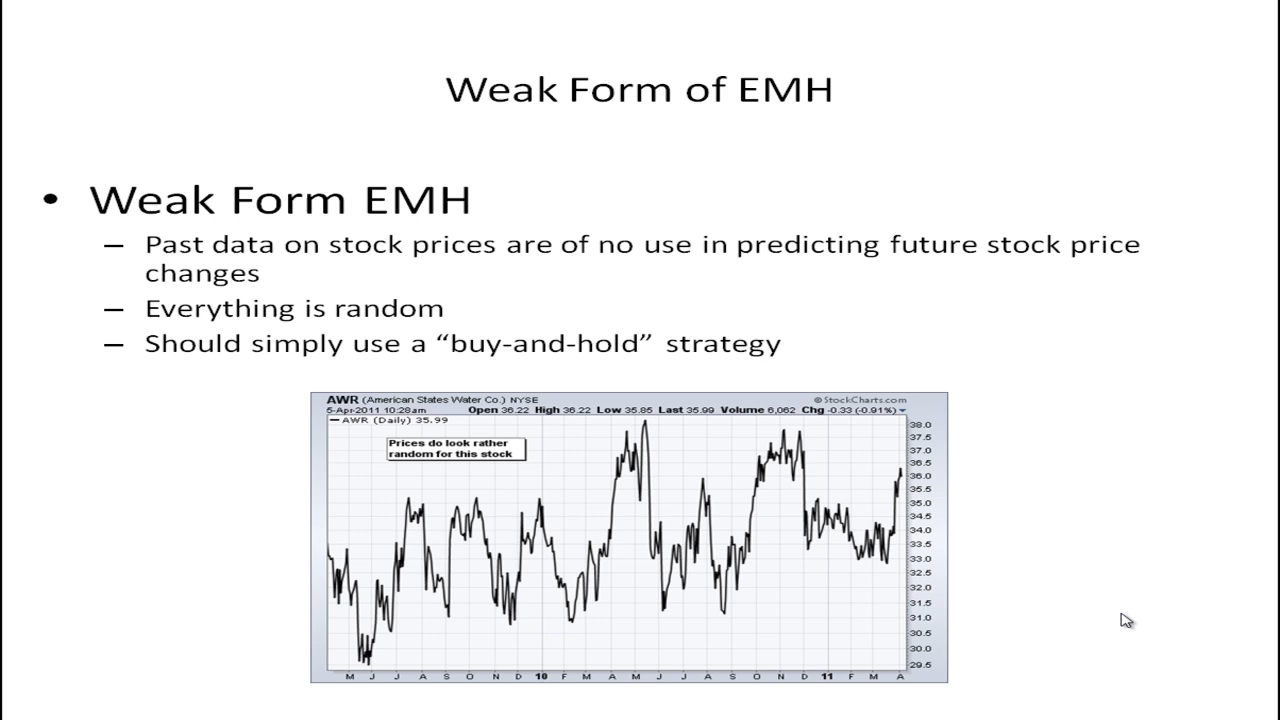 Weak Form of EMH
• Weak Form EMH
– Past data on stock prices are of no use in predicting future stock price
changes
– Everything is random
– Should simply use a “buy-and-hold” strategy
AWR (American States Water Co.) NYSE © StockCharts.com
5-Apr-2011 10:28am Open 36.22 High 36.22 Low 35.85 Last 35.99 Volume 6,062 Chg -0.33 (-0.91%)
AWR (Daily) 35.99
Prices do look rather
random for this stock
38.0
37.5
37.0
36.5
36.0
35.5
35.0
34.5
34.0
33.5
33.0
32.5
32.0
31.5
31.0
30.5
30.0
29.5
M J J A S O N D 10 F M A M J J A S O N D 11 F M A